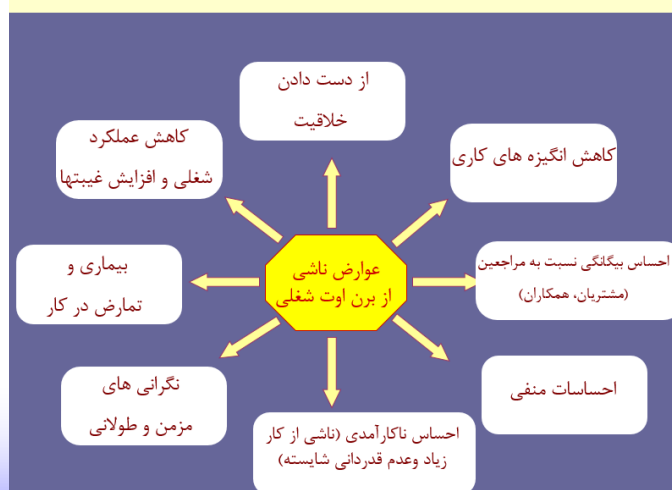 از دست دادن
خلاقیت
کاهش انگیزه های کاری
احساس بیگانگی نسبت به مراجعین
(مشتریان، همکاران)
احساسات منفی
احساس ناکارآمدی (ناشی از کار
زیاد وعدم قدردانی شایسته)
نگرانی های
مزمن و طولانی
بیماری و
تمارض در کار
کاهش عملکرد
شغلی و افزایش غیبتها
عوارض ناشی
از برن اوت شغلی